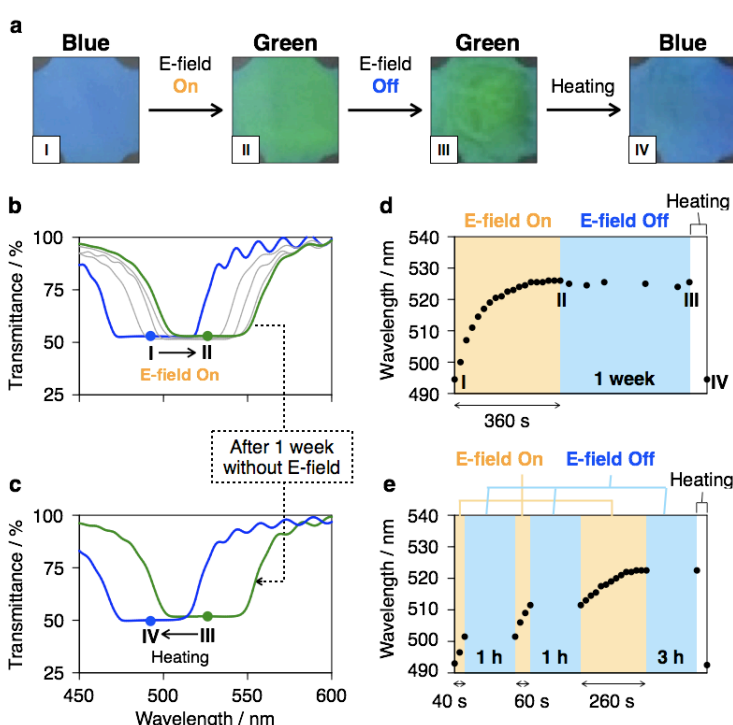 a
Blue
Green
Green
Blue
E-field
On
E-field
Off
Heating
I
II
III
IV
b
Transmittance / %
100
75
50
25
I
II
E-field On
After 1 week
without E-field
c
Transmittance / %
100
75
50
25
IV
III
Heating
450
500
550
600
Wavelength / nm
d
Heating
E-field On
E-field Off
Wavelength / nm
540
530
520
510
500
490
I
II
III
IV
1 week
360 s
e
E-field On
E-field Off
Heating
Wavelength / nm
540
530
520
510
500
490
1 h
1 h
3 h
40 s
60 s
260 s